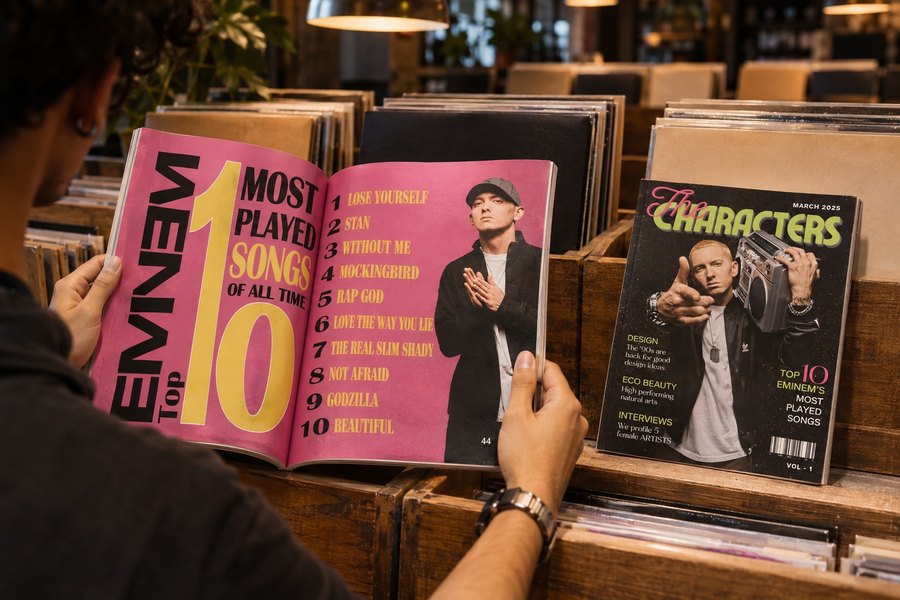 EMINEM
Top
10
MOST
PLAYED
SONGS
OF ALL TIME
1 LOSE YOURSELF
2 STAN
3 WITHOUT ME
4 MOCKINGBIRD
5 RAP GOD
6 LOVE THE WAY YOU LIE
7 THE REAL SLIM SHADY
8 NOT AFRAID
9 GODZILLA
10 BEAUTIFUL
44
MARCH 2025
The
CHARACTERS
DESIGN
The '90s are
back for good
design ideas
ECO BEAUTY
High performing
natural arts
INTERVIEWS
We profile 5
female ARTISTS
TOP 10
EMINEM'S
MOST
PLAYED
SONGS
VOL - 1